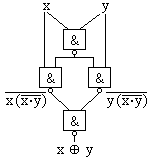 x y
&
& &
x(x·y) y(x·y)
&
x ⊕ y